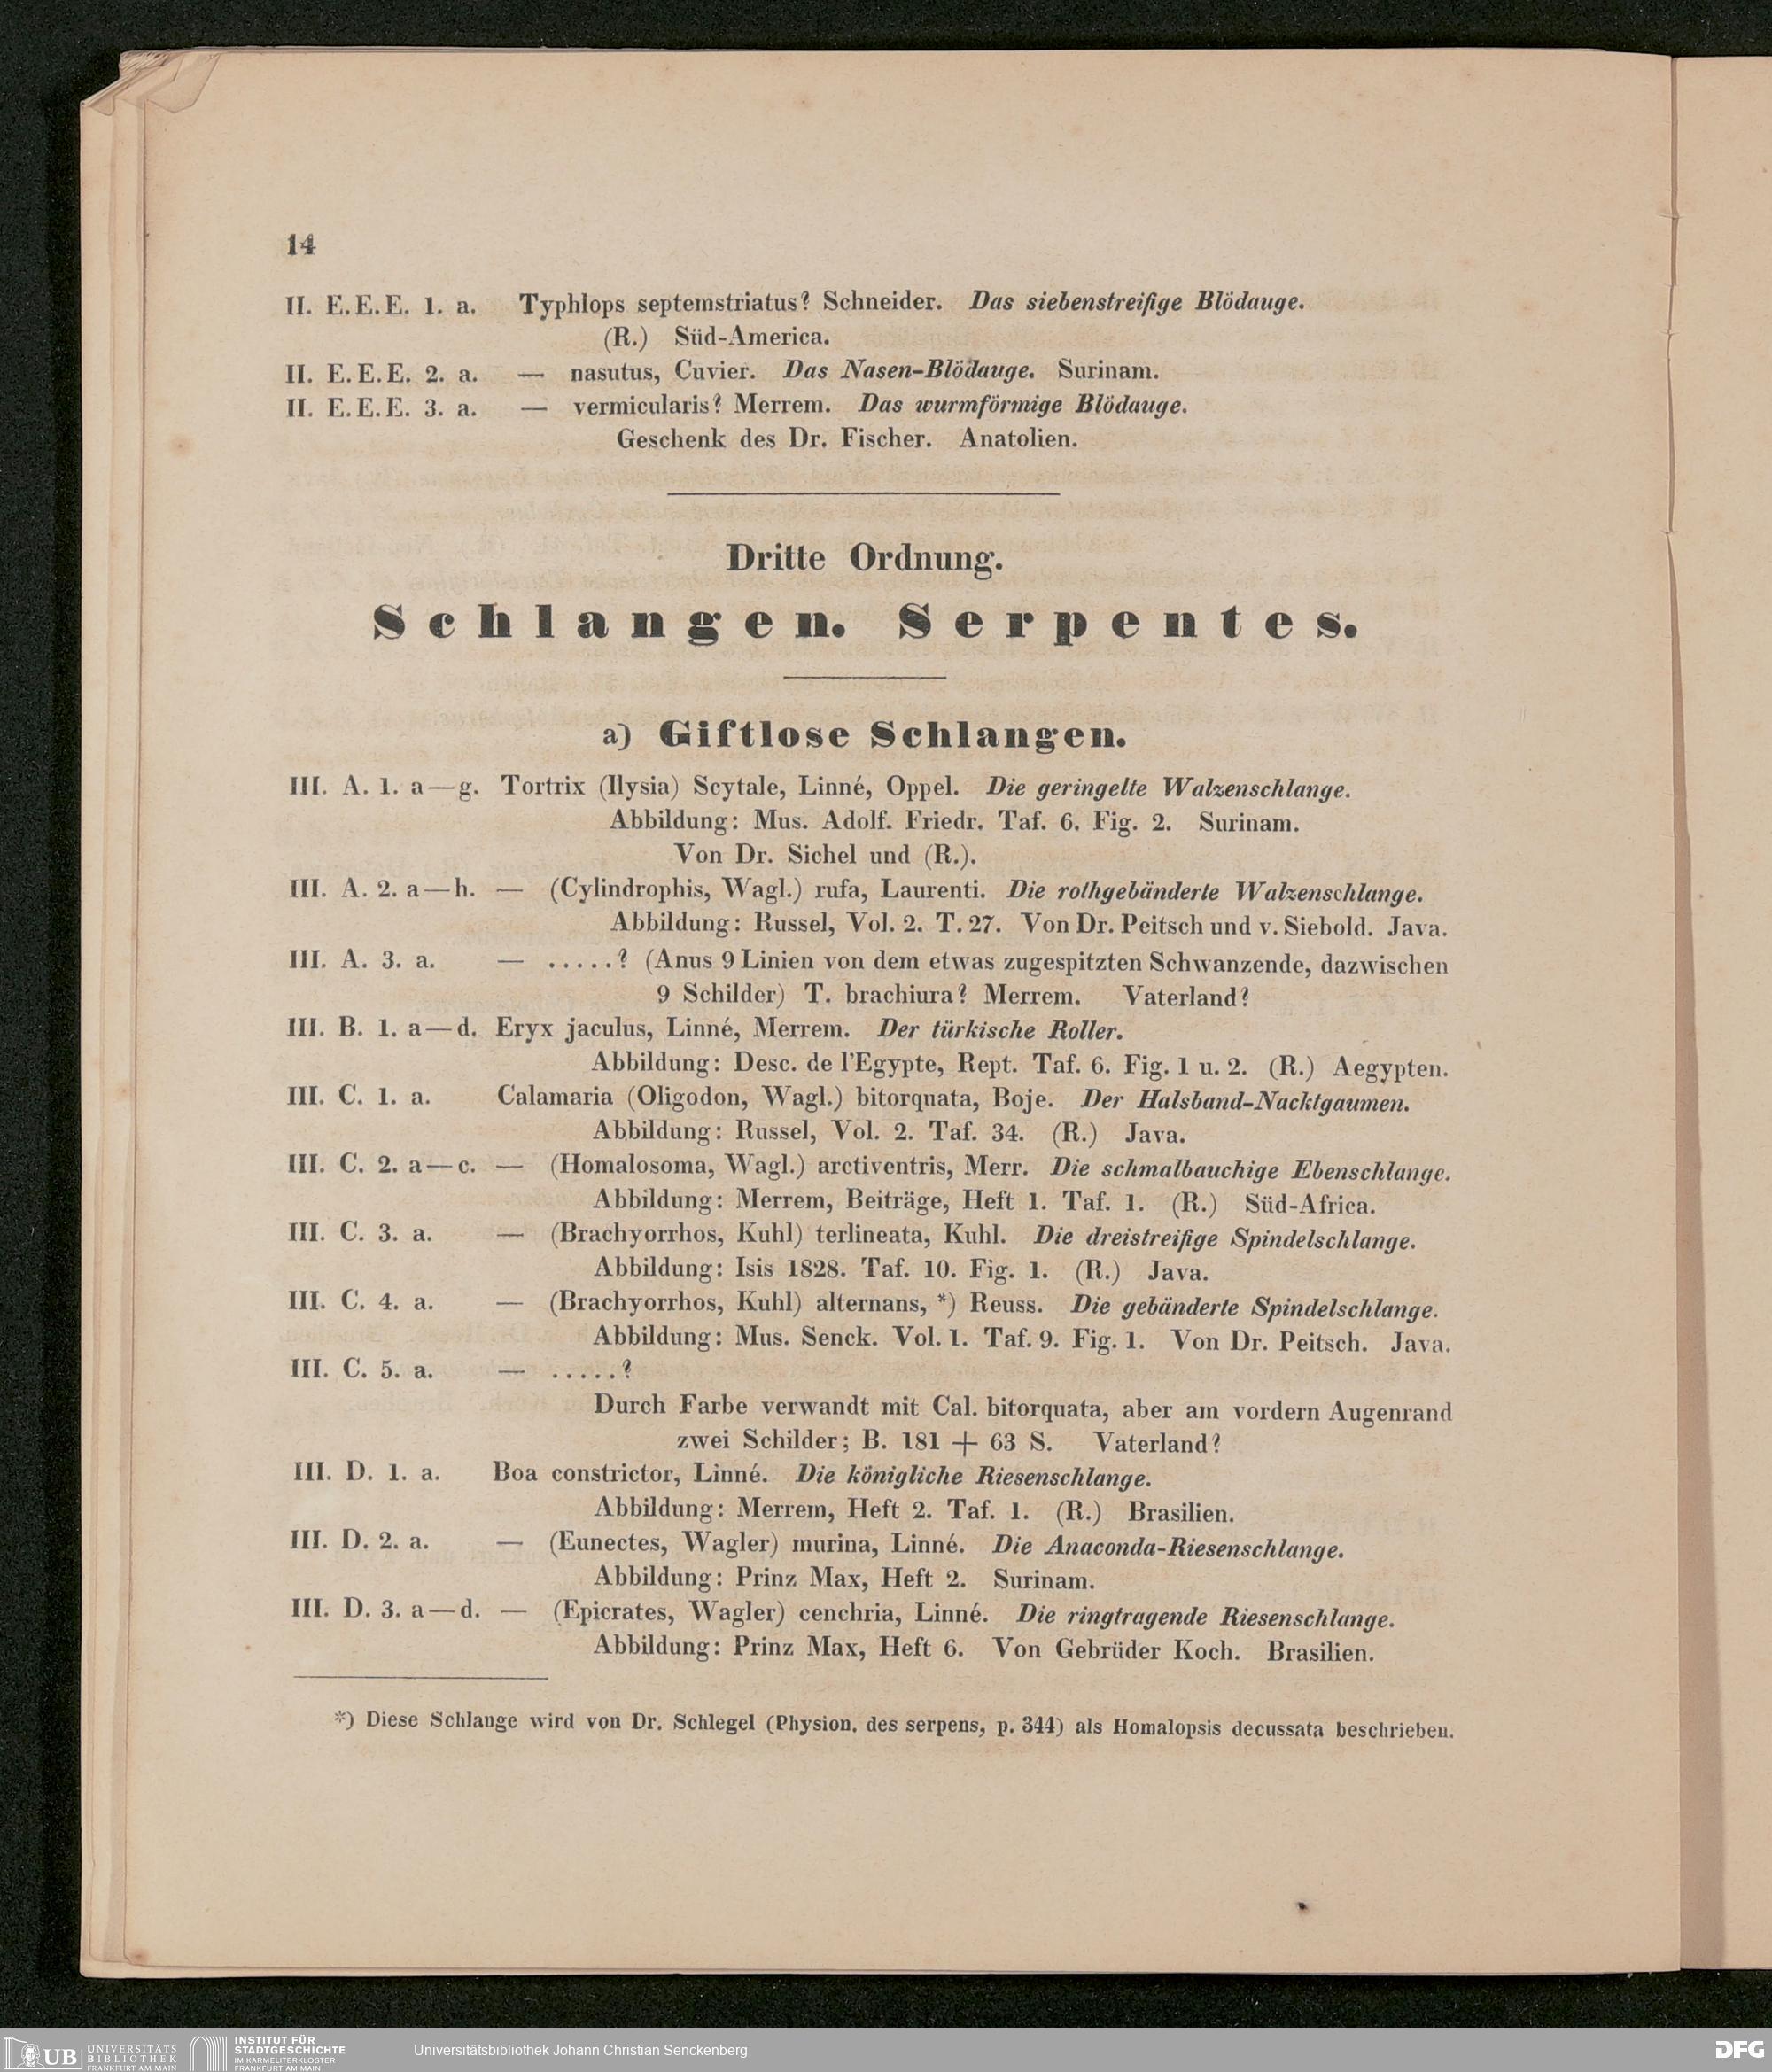 14
II. E.E.E. 1. a. Typhlops septemstriatus? Schneider. Das siebenstreifige Blödauge.
(R.) Süd-America.
II. E.E.E. 2. a. — nasutus, Cuvier. Das Nasen-Blödauge. Surinam.
II. E.E.E. 3. a. — vermicularis? Merrem. Das wurmförmige Blödauge.
Geschenk des Dr. Fischer. Anatolien.
Dritte Ordnung.
Schlangen. Serpentes.
a) Giftlose Schlangen.
III. A. 1. a—g. Tortrix (Ilysia) Scytale, Linné, Oppel. Die geringelte Walzenschlange.
Abbildung: Mus. Adolf. Friedr. Taf. 6. Fig. 2. Surinam.
Von Dr. Sichel und (R.).
III. A. 2. a—h. — (Cylindrophis, Wagl.) rufa, Laurenti. Die rothgebänderte Walzenschlange.
Abbildung: Russel, Vol. 2. T. 27. Von Dr. Peitsch und v. Siebold. Java.
III. A. 3. a. — .....? (Anus 9 Linien von dem etwas zugespitzten Schwanzende, dazwischen
9 Schilder) T. brachiura? Merrem. Vaterland?
III. B. 1. a—d. Eryx jaculus, Linné, Merrem. Der türkische Roller.
Abbildung: Desc. de l'Egypte, Rept. Taf. 6. Fig. 1 u. 2. (R.) Aegypten.
III. C. 1. a. Calamaria (Oligodon, Wagl.) bitorquata, Boje. Der Halsband-Nacktgaumen.
Abbildung: Russel, Vol. 2. Taf. 34. (R.) Java.
III. C. 2. a—c. — (Homalosoma, Wagl.) arctiventris, Merr. Die schmalbauchige Ebenschlange.
Abbildung: Merrem, Beiträge, Heft 1. Taf. 1. (R.) Süd-Africa.
III. C. 3. a. — (Brachyorrhos, Kuhl) terlineata, Kuhl. Die dreistreifige Spindelschlange.
Abbildung: Isis 1828. Taf. 10. Fig. 1. (R.) Java.
III. C. 4. a. — (Brachyorrhos, Kuhl) alternans, *) Reuss. Die gebänderte Spindelschlange.
Abbildung: Mus. Senck. Vol. 1. Taf. 9. Fig. 1. Von Dr. Peitsch. Java.
III. C. 5. a. — .....?
Durch Farbe verwandt mit Cal. bitorquata, aber am vordern Augenrand
zwei Schilder; B. 181 + 63 S. Vaterland?
III. D. 1. a. Boa constrictor, Linné. Die königliche Riesenschlange.
Abbildung: Merrem, Heft 2. Taf. 1. (R.) Brasilien.
III. D. 2. a. — (Eunectes, Wagler) murina, Linné. Die Anaconda-Riesenschlange.
Abbildung: Prinz Max, Heft 2. Surinam.
III. D. 3. a—d. — (Epicrates, Wagler) cenchria, Linné. Die ringtragende Riesenschlange.
Abbildung: Prinz Max, Heft 6. Von Gebrüder Koch. Brasilien.
*) Diese Schlange wird von Dr. Schlegel (Physion. des serpens, p. 344) als Homalopsis decussata beschrieben.
UB UNIVERSITÄTS
BIBLIOTHEK
FRANKFURT AM MAIN
INSTITUT FÜR
STADTGESCHICHTE
IM KARMELITERKLOSTER
FRANKFURT AM MAIN
Universitätsbibliothek Johann Christian Senckenberg
DFG